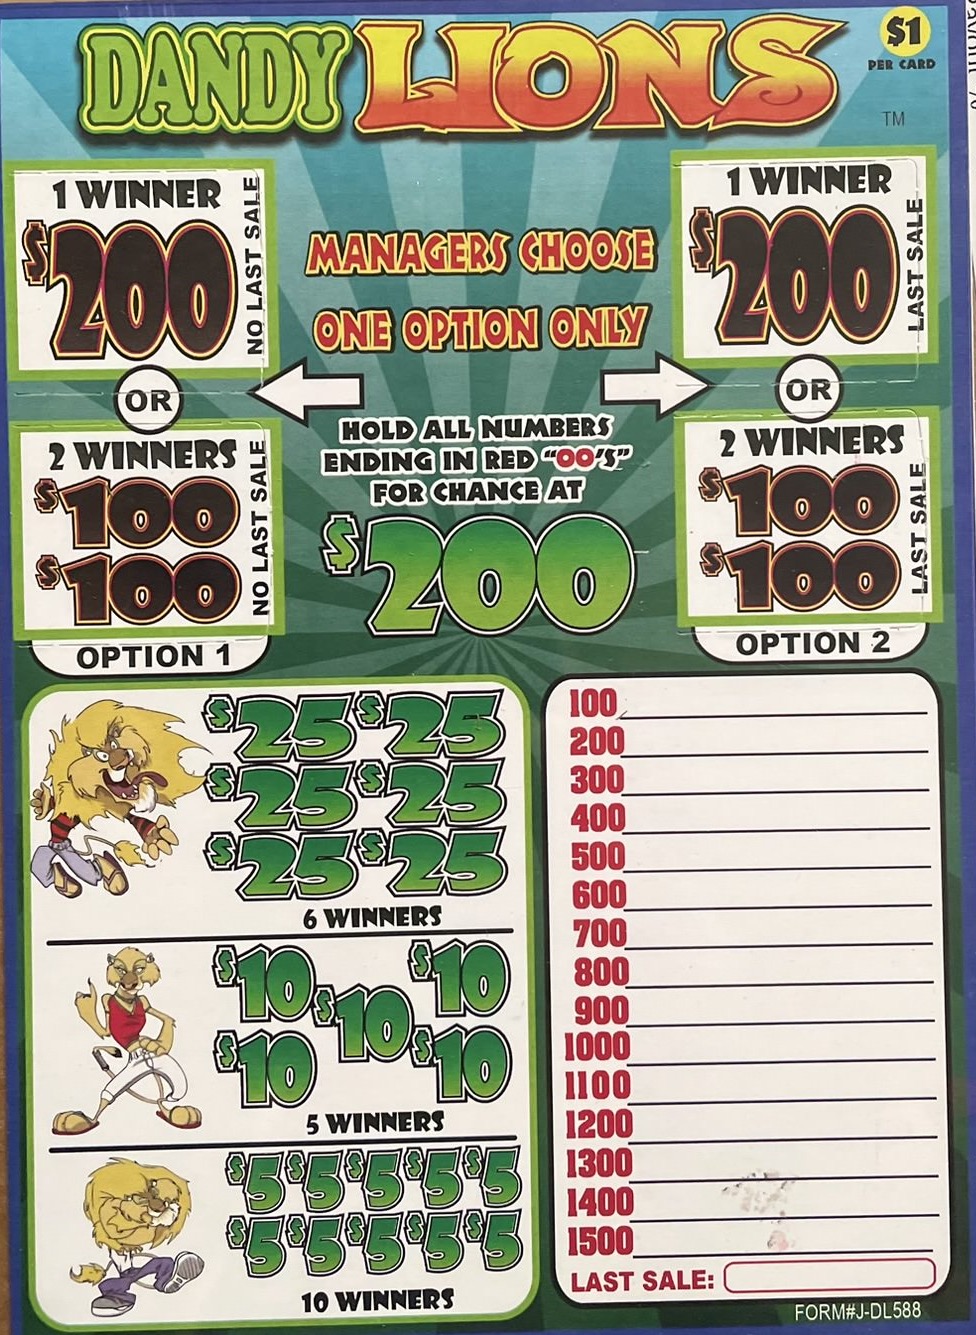 DANDY LIONS
$1
PER CARD
TM
1 WINNER
$200
NO LAST SALE
OR
2 WINNERS
$100
$100
NO LAST SALE
OPTION 1
MANAGERS CHOOSE
ONE OPTION ONLY
HOLD ALL NUMBERS
ENDING IN RED "00'S"
FOR CHANCE AT
$200
1 WINNER
$200
LAST SALE
OR
2 WINNERS
$100
$100
LAST SALE
OPTION 2
$25 $25
$25 $25
$25 $25
6 WINNERS
$10 $10
$10
$10 $10
5 WINNERS
$5 $5 $5 $5 $5
$5 $5 $5 $5 $5
10 WINNERS
100
200
300
400
500
600
700
800
900
1000
1100
1200
1300
1400
1500
LAST SALE:
FORM#J-DL588